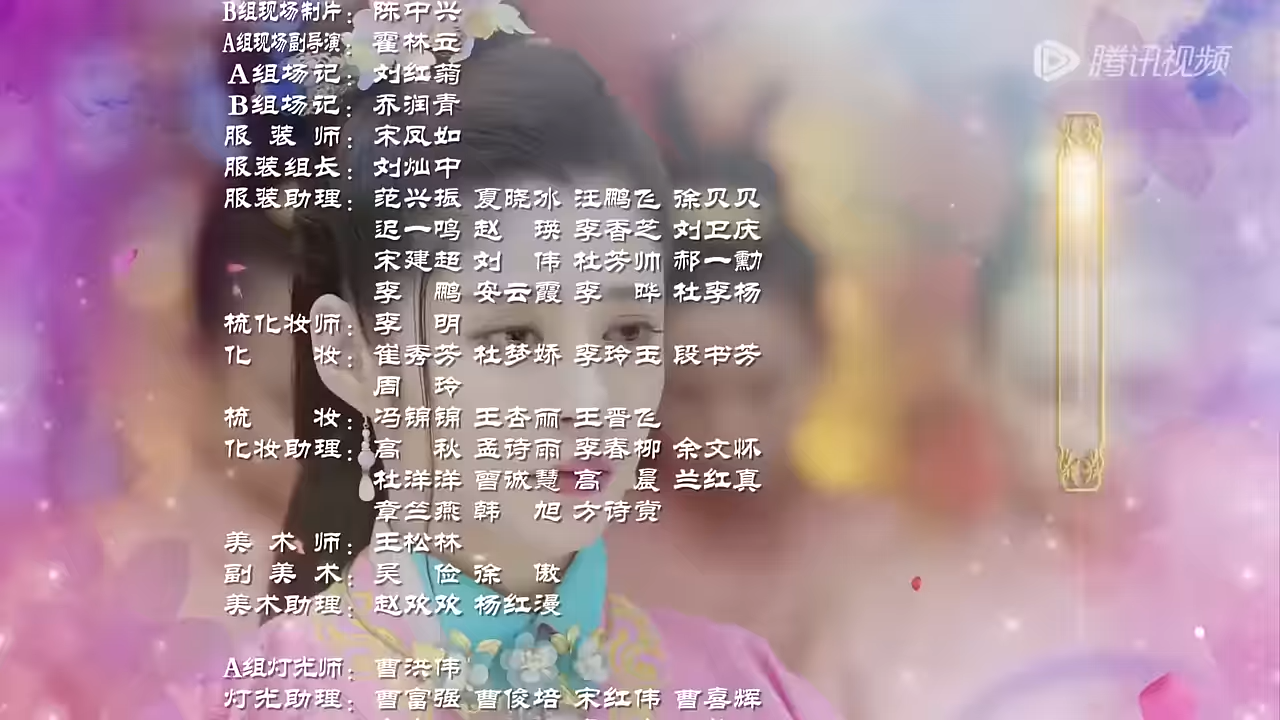 B组现场制片：陈中兴
A组现场副导演：霍林立
A组场记：刘红菊
B组场记：乔润青
服装师：宋凤如
服装组长：刘灿中
服装助理：范兴振 夏晓冰 汪鹏飞 徐贝贝
迟一鸣 赵 瑛 李香芝 刘卫庆
宋建超 刘 伟 杜芳帅 郝一勳
李 鹏 安云霞 李 晔 杜李杨
梳化妆师：李 明
化 妆：崔秀芳 杜梦娇 李玲玉 段书芳
周 玲
梳 妆：冯锦锦 王杏丽 王晋飞
化妆助理：高 秋 孟诗雨 李春柳 余文怀
杜洋洋 曾诚慧 高 晨 兰红真
章竺燕 韩 旭 方诗赏
美术师：王松林
副美术：吴 俭 徐 傲
美术助理：赵欢欢 杨红漫
A组灯光师：曹洪伟
灯光助理：曹富强 曹俊培 宋红伟 曹喜辉
腾讯视频